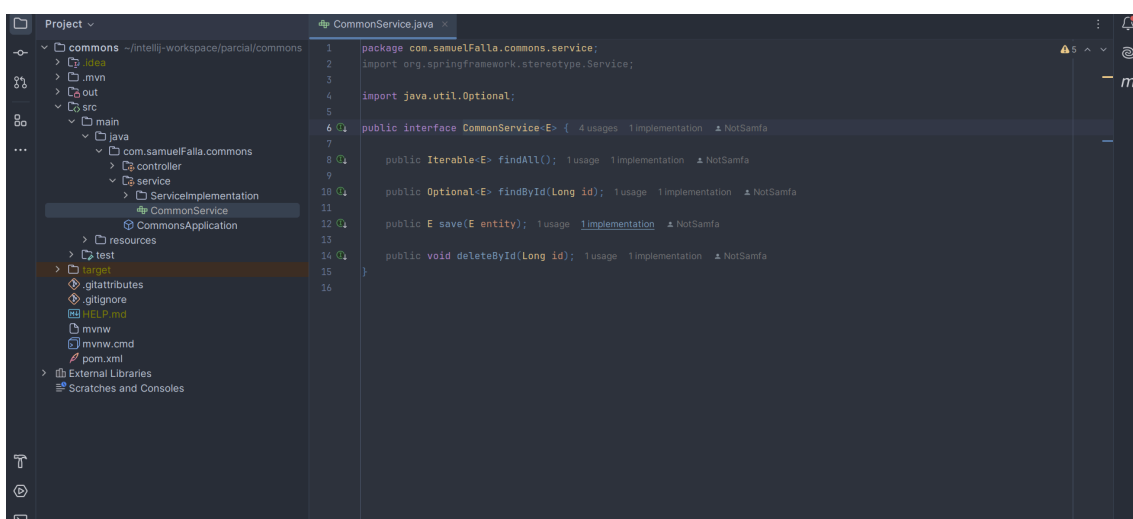 Project
commons ~/intellij-workspace/parcial/commons
.idea
.mvn
out
src
main
java
com.samuelFalla.commons
controller
service
ServiceImplementation
CommonService
CommonsApplication
resources
test
target
.gitattributes
.gitignore
HELP.md
mvnw
mvnw.cmd
pom.xml
External Libraries
Scratches and Consoles
CommonService.java
5
1 package com.samuelFalla.commons.service;
2 import org.springframework.stereotype.Service;
3
4 import java.util.Optional;
5
6 public interface CommonService<E> { 4 usages 1 implementation NotSamfa
7
8 public Iterable<E> findAll(); 1 usage 1 implementation NotSamfa
9
10 public Optional<E> findById(Long id); 1 usage 1 implementation NotSamfa
11
12 public E save(E entity); 1 usage 1 implementation NotSamfa
13
14 public void deleteById(Long id); 1 usage 1 implementation NotSamfa
15 }
16
m